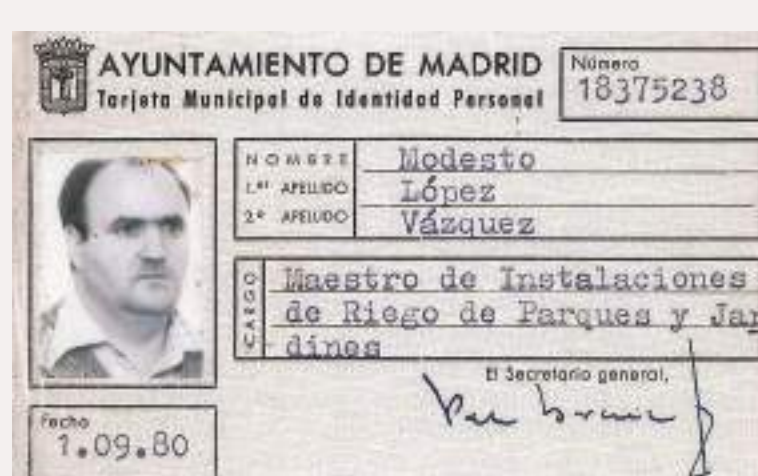 AYUNTAMIENTO DE MADRID
Tarjeta Municipal de Identidad Personal
Número
18375238
NOMBRE Modesto
1.er APELLIDO López
2º APELLIDO Vázquez
CARGO
Maestro de Instalaciones
de Riego de Parques y Jar
dines
El Secretario general,
Fecha
1.09.80